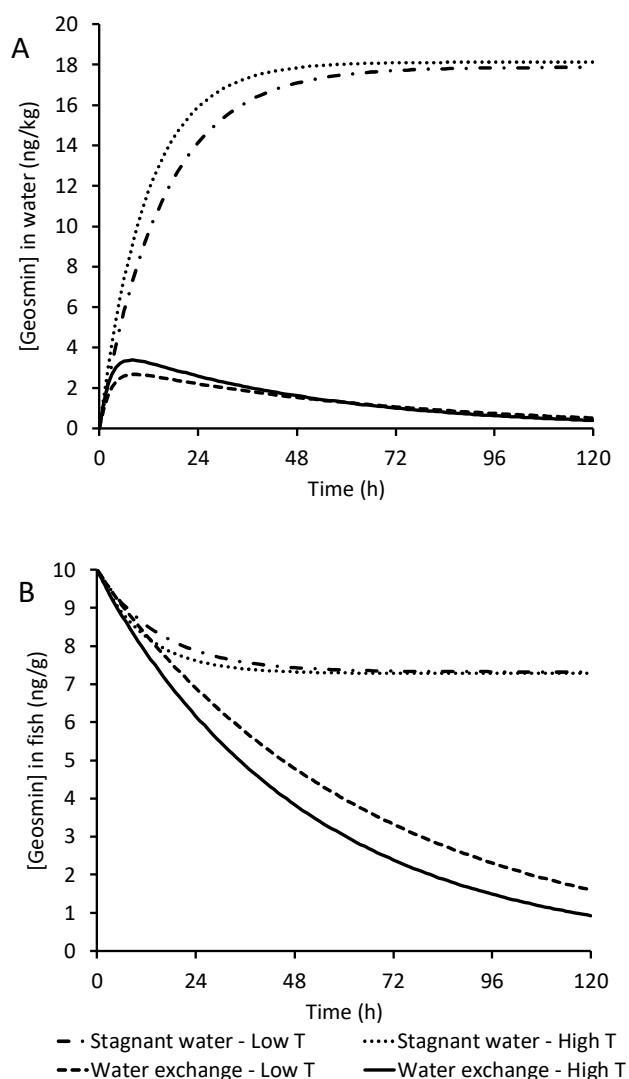 A
[Geosmin] in water (ng/kg)
20
18
16
14
12
10
8
6
4
2
0
0 24 48 72 96 120
Time (h)
B
[Geosmin] in fish (ng/g)
10
9
8
7
6
5
4
3
2
1
0
0 24 48 72 96 120
Time (h)
Stagnant water - Low T Stagnant water - High T
Water exchange - Low T Water exchange - High T